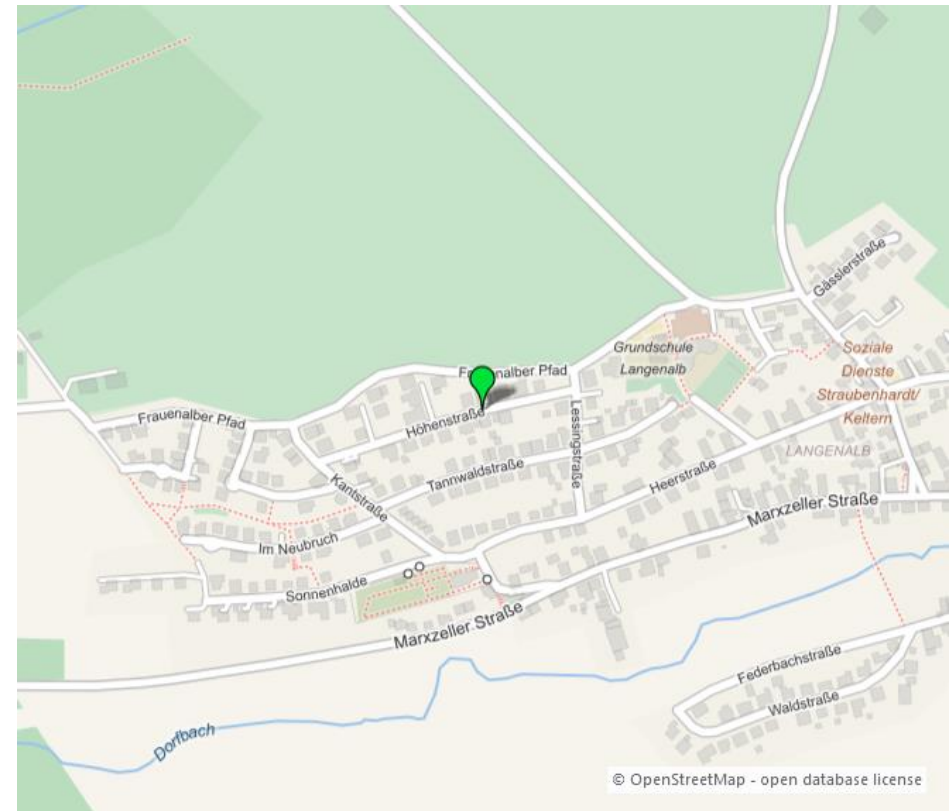 Gässlerstraße
Grundschule
Langenalb
Soziale
Dienste
Straubenhardt/
Keltern
Frauenalber Pfad
Frauenalber Pfad
Höhenstraße
Lessingstraße
LANGENALB
Tannwaldstraße
Heerstraße
Kantstraße
Marxzeller Straße
Im Neubruch
Sonnenhalde
Marxzeller Straße
Federbachstraße
Waldstraße
Dorfbach
© OpenStreetMap - open database license